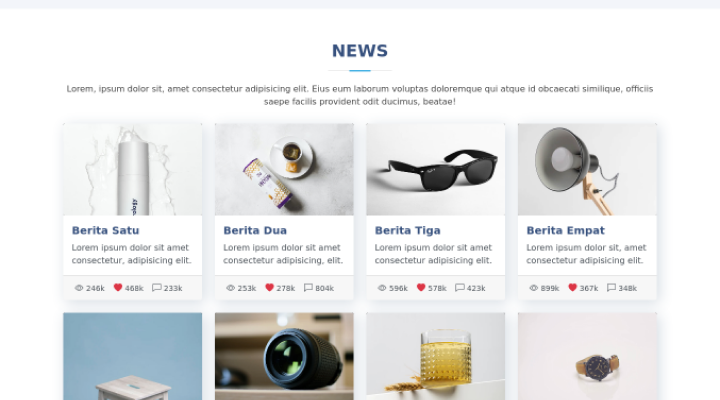 NEWS
Lorem, ipsum dolor sit, amet consectetur adipisicing elit. Eius eum laborum voluptas doloremque qui atque id obcaecati similique, officiis
saepe facilis provident odit ducimus, beatae!
Berita Satu
Lorem ipsum dolor sit amet
consectetur, adipisicing elit.
246k 468k 233k
Berita Dua
Lorem ipsum dolor sit amet
consectetur, adipisicing, elit.
253k 278k 804k
Berita Tiga
Lorem ipsum dolor sit amet
consectetur adipisicing elit.
596k 578k 423k
Berita Empat
Lorem ipsum dolor sit amet
consectetur adipisicing elit.
899k 367k 348k